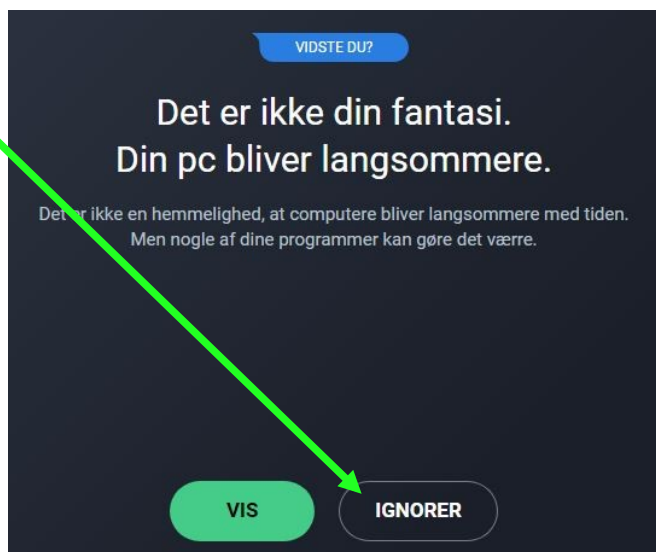 VIDSTE DU?
Det er ikke din fantasi.
Din pc bliver langsommere.
Det er ikke en hemmelighed, at computere bliver langsommere med tiden.
Men nogle af dine programmer kan gøre det værre.
VIS
IGNORER